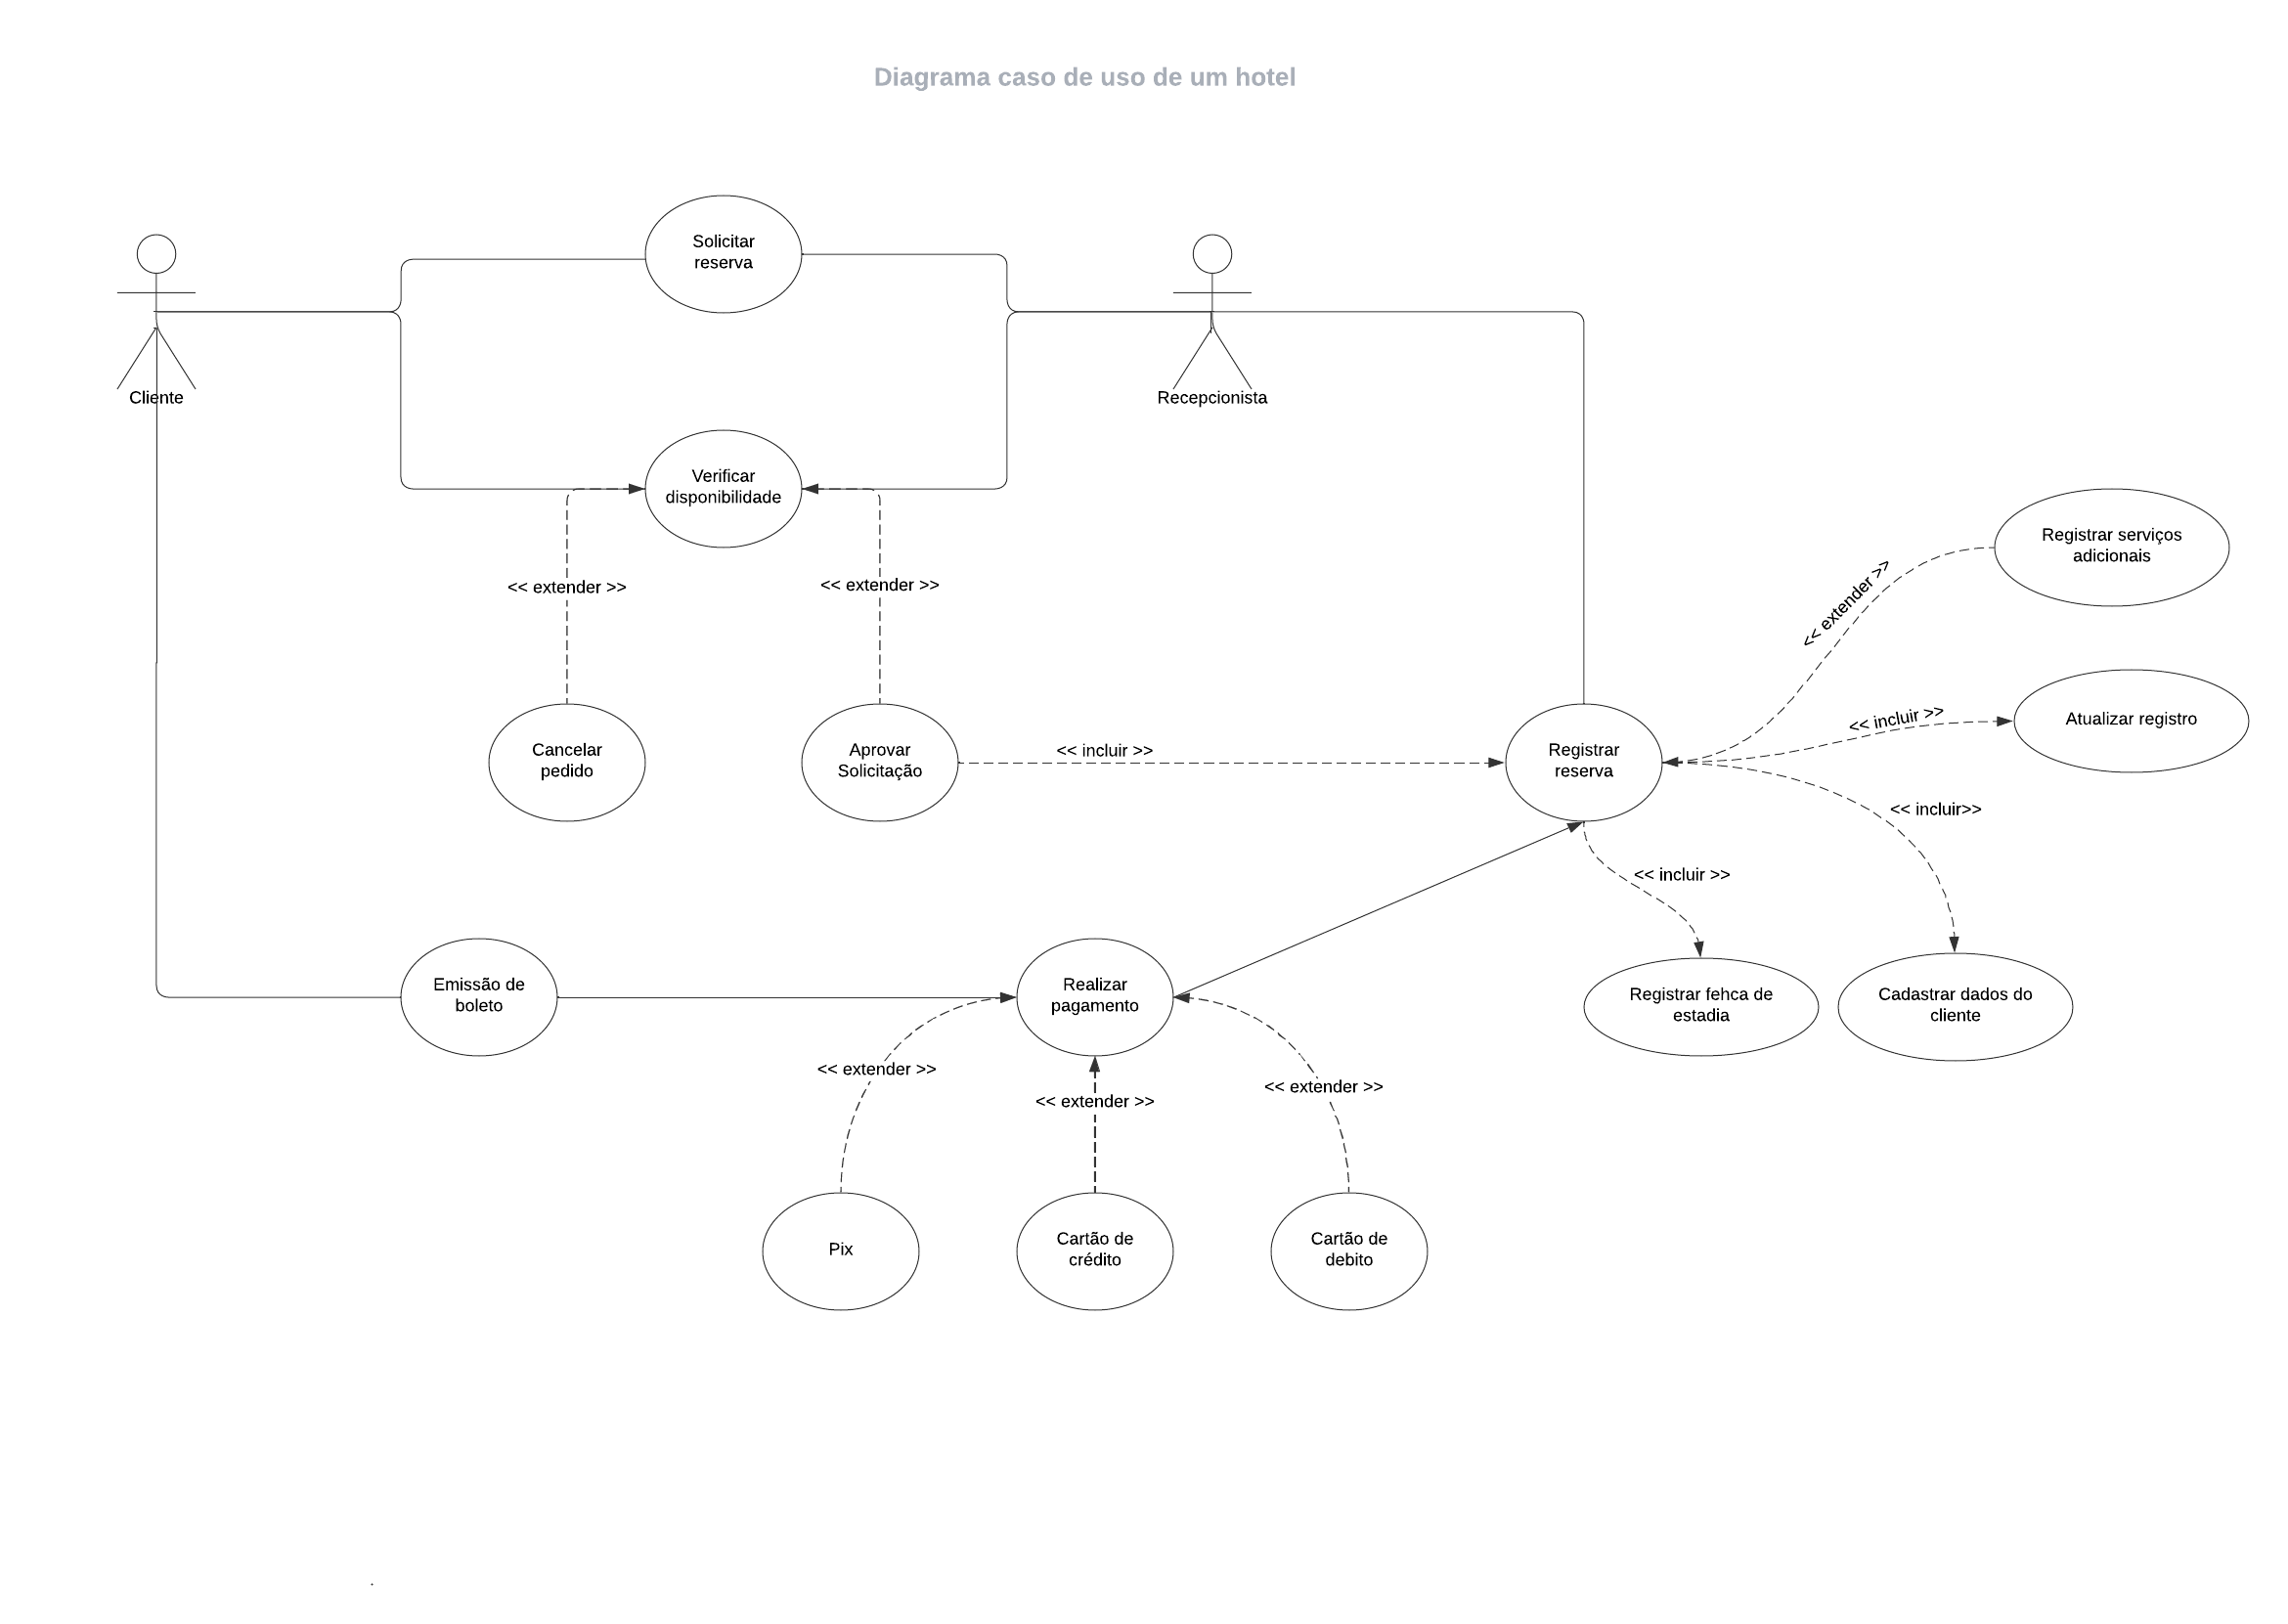 Diagrama caso de uso de um hotel
Solicitar
reserva
Cliente
Recepcionista
Verificar
disponibilidade
<< extender >>
<< extender >>
<< extender >>
Registrar serviços
adicionais
Cancelar
pedido
Aprovar
Solicitação
<< incluir >>
Registrar
reserva
<< incluir >>
Atualizar registro
<< incluir>>
<< incluir >>
Emissão de
boleto
Realizar
pagamento
Registrar fehca de
estadia
Cadastrar dados do
cliente
<< extender >>
<< extender >>
<< extender >>
Pix
Cartão de
crédito
Cartão de
debito
.